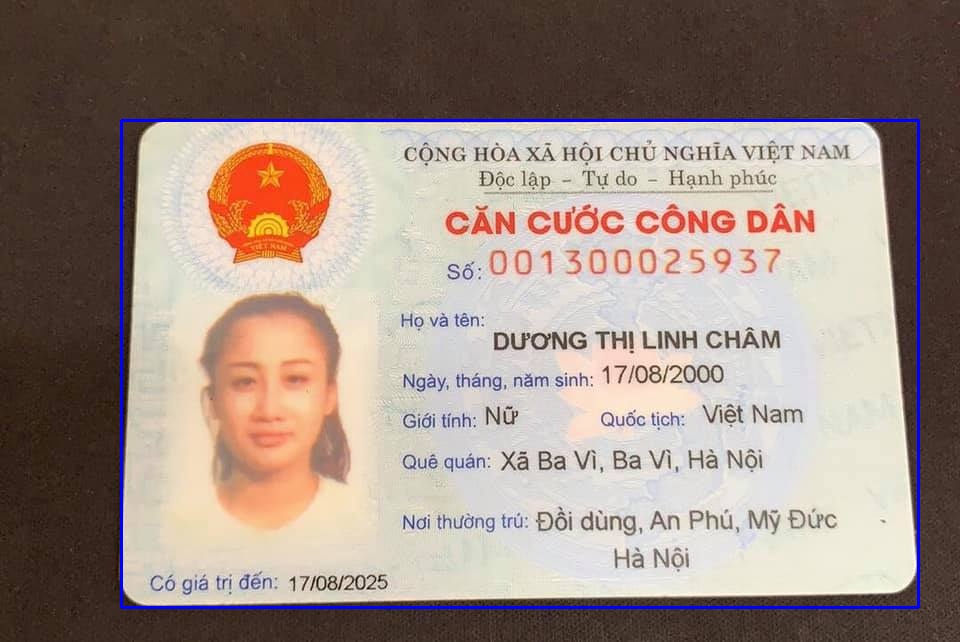 CỘNG HÒA XÃ HỘI CHỦ NGHĨA VIỆT NAM
Độc lập – Tự do – Hạnh phúc
CĂN CƯỚC CÔNG DÂN
Số: 001300025937
Họ và tên:
DƯƠNG THỊ LINH CHÂM
Ngày, tháng, năm sinh: 17/08/2000
Giới tính: Nữ Quốc tịch: Việt Nam
Quê quán: Xã Ba Vì, Ba Vì, Hà Nội
Nơi thường trú: Đồi dùng, An Phú, Mỹ Đức
Hà Nội
VIỆT NAM
Có giá trị đến: 17/08/2025